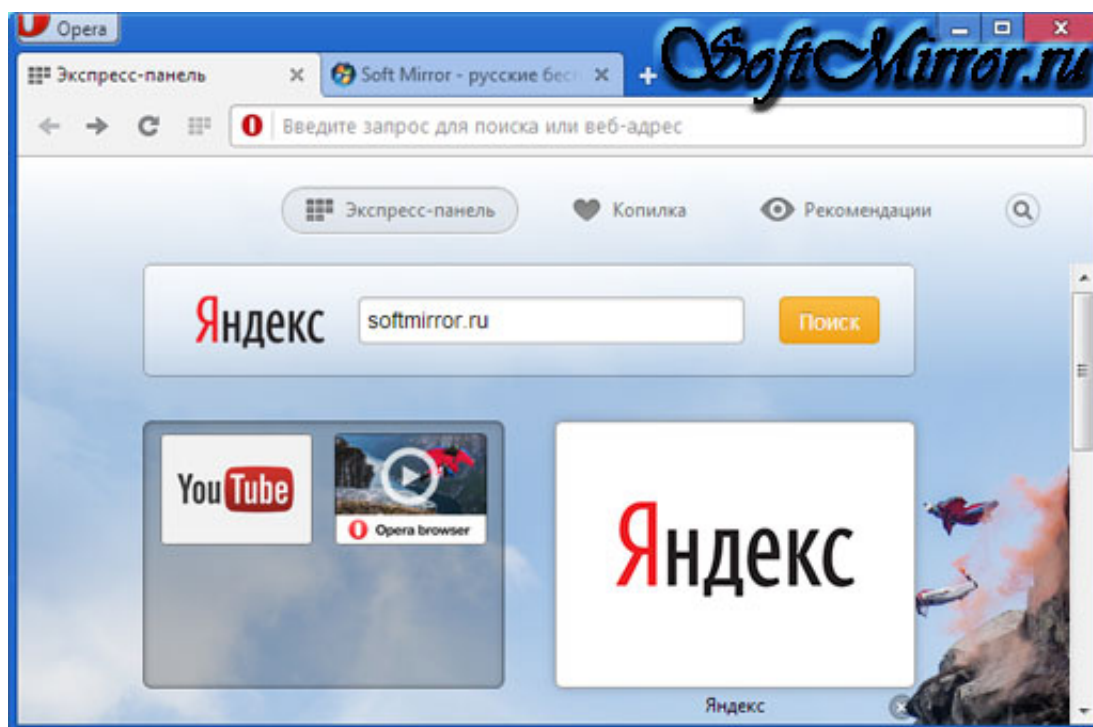 Opera
SoftMirror.ru
Экспресс-панель
Soft Mirror - русские бесп
Введите запрос для поиска или веб-адрес
Экспресс-панель
Копилка
Рекомендации
Яндекс
softmirror.ru
Поиск
YouTube
Opera browser
Яндекс
Яндекс